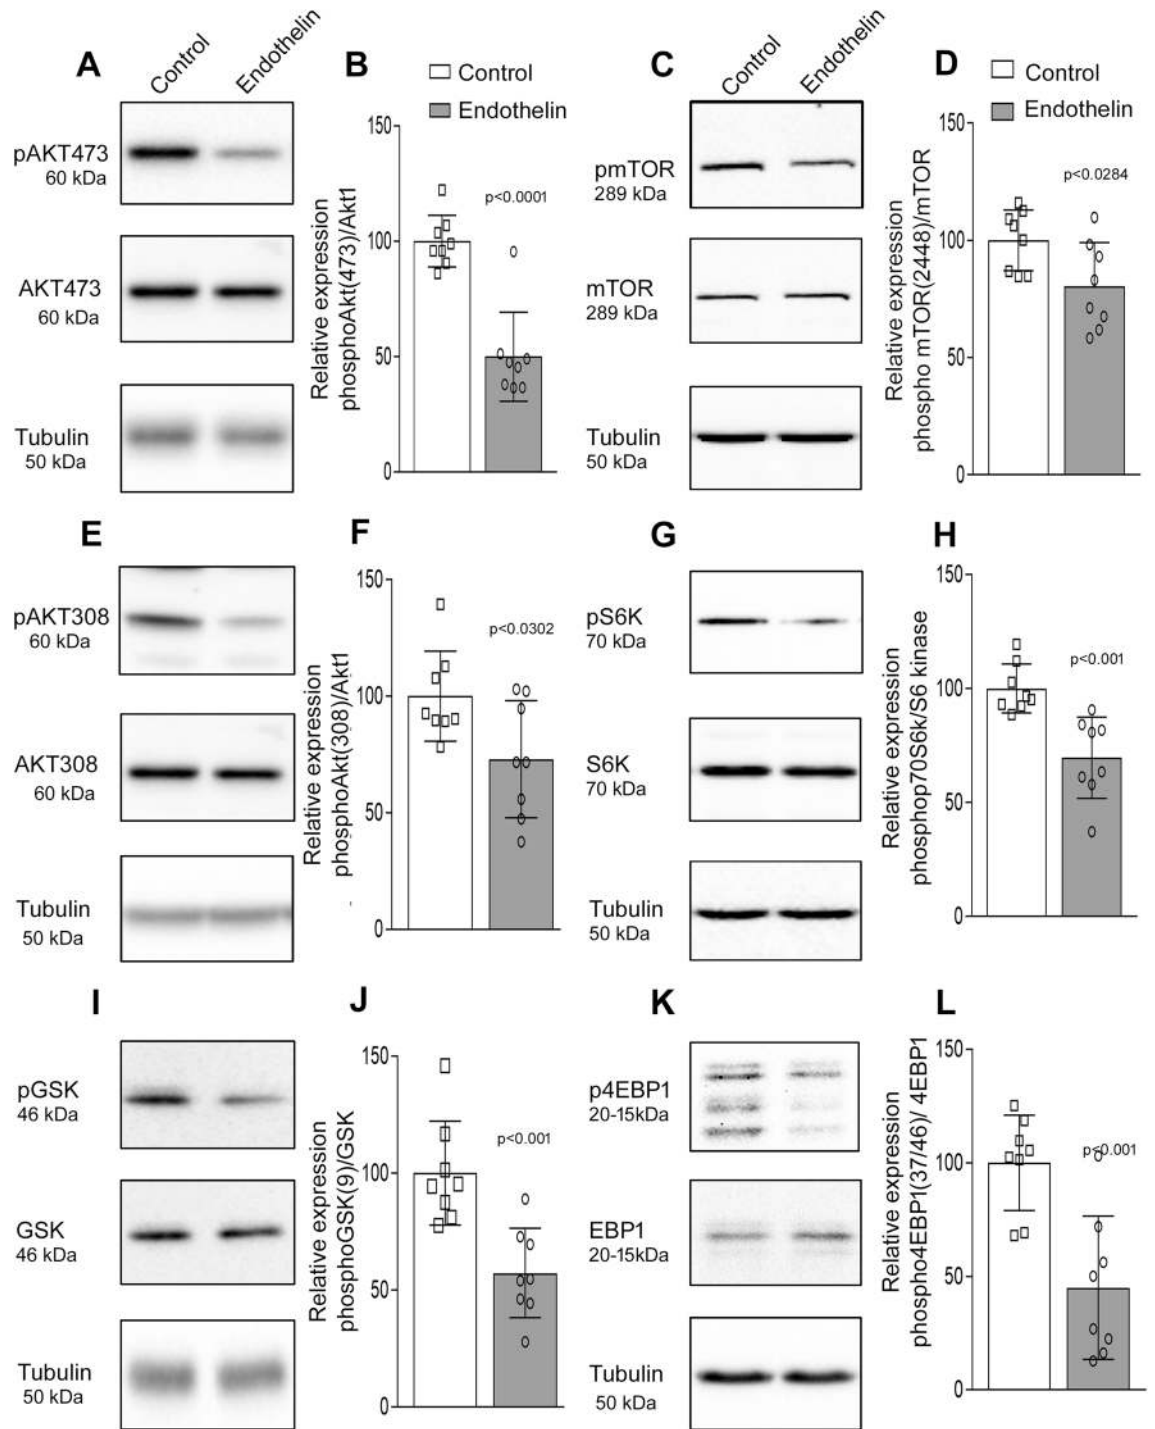 A
Control
Endothelin
pAKT473
60 kDa
AKT473
60 kDa
Tubulin
50 kDa
B
Control
Endothelin
Relative expression
phosphoAkt(473)/Akt1
150
100
50
0
p<0.0001
C
Control
Endothelin
pmTOR
289 kDa
mTOR
289 kDa
Tubulin
50 kDa
D
Control
Endothelin
Relative expression
phospho mTOR(2448)/mTOR
150
100
50
0
p<0.0284
E
pAKT308
60 kDa
AKT308
60 kDa
Tubulin
50 kDa
F
Relative expression
phosphoAkt(308)/Akt1
150
100
50
0
p<0.0302
G
pS6K
70 kDa
S6K
70 kDa
Tubulin
50 kDa
H
Relative expression
phosphop70S6k/S6 kinase
150
100
50
0
p<0.001
I
pGSK
46 kDa
GSK
46 kDa
Tubulin
50 kDa
J
Relative expression
phosphoGSK(9)/GSK
150
100
50
0
p<0.001
K
p4EBP1
20-15kDa
EBP1
20-15kDa
Tubulin
50 kDa
L
Relative expression
phospho4EBP1(37/46)/ 4EBP1
150
100
50
0
p<0.001